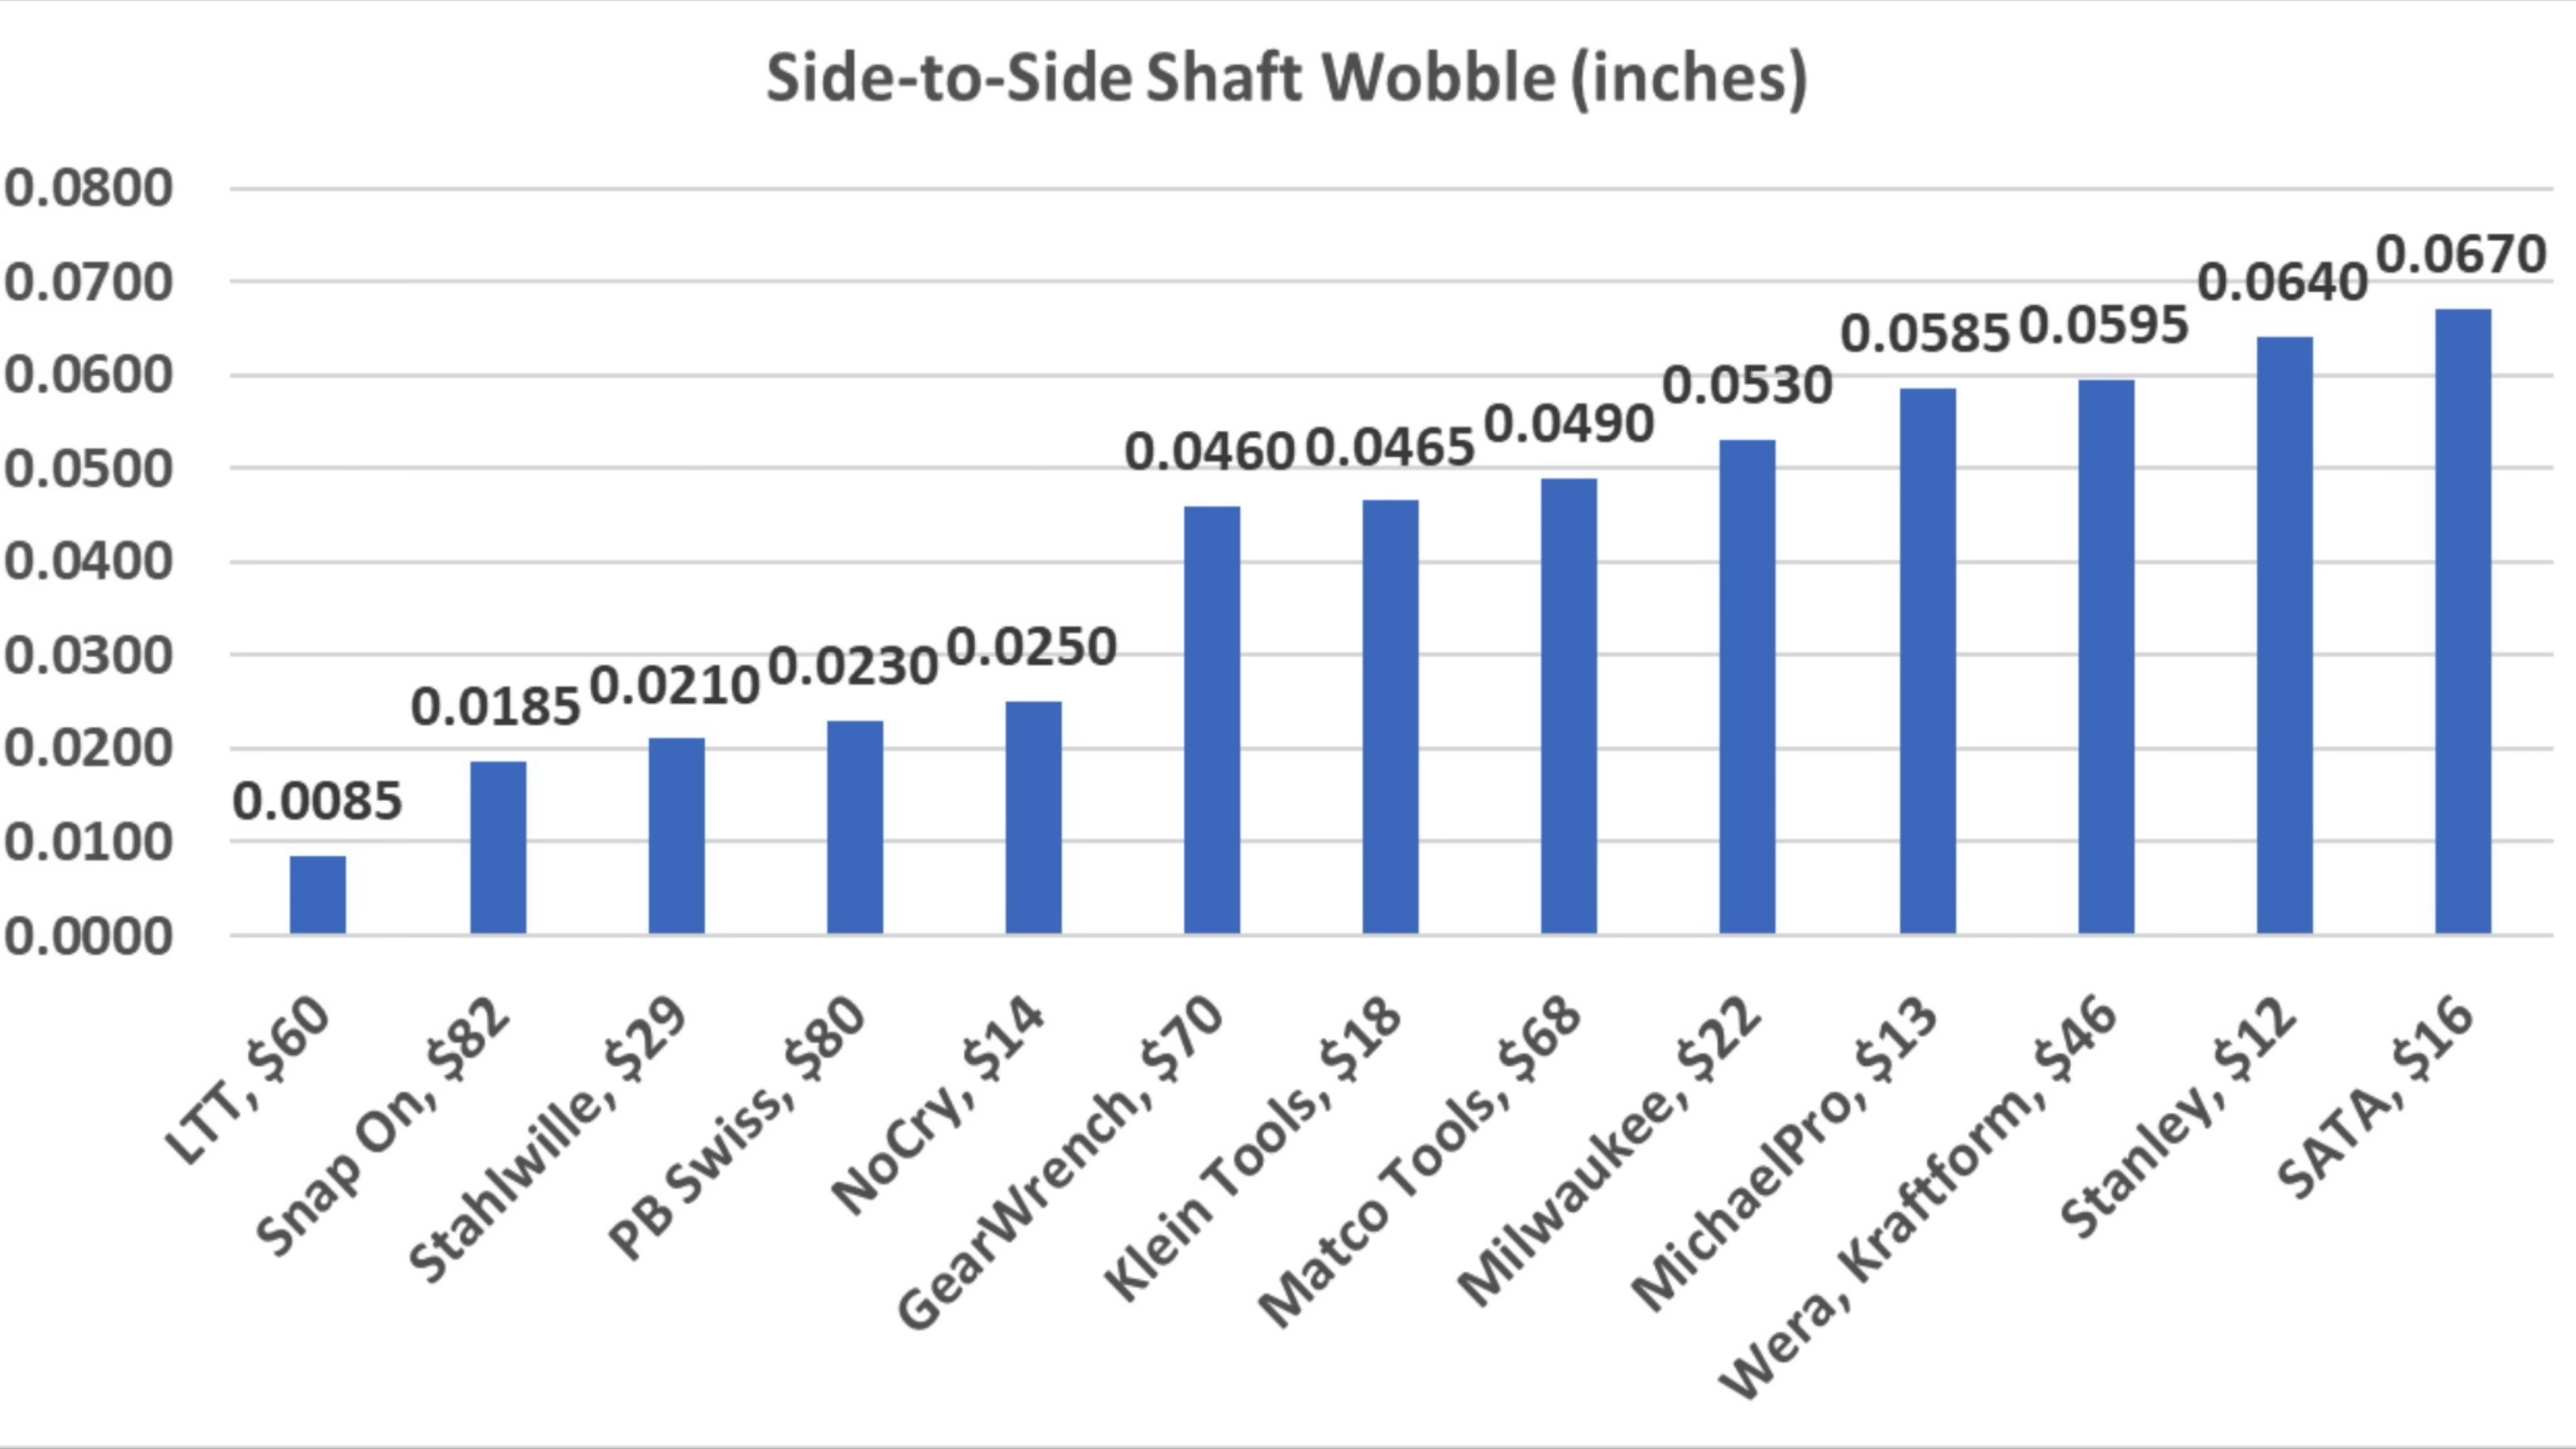 Side-to-Side Shaft Wobble (inches)
0.0800
0.0700
0.0600
0.0500
0.0400
0.0300
0.0200
0.0100
0.0000
0.0085
0.0185
0.0210
0.0230
0.0250
0.0460
0.0465
0.0490
0.0530
0.0585
0.0595
0.0640
0.0670
LTT, $60
Snap On, $82
Stahlwille, $29
PB Swiss, $80
NoCry, $14
GearWrench, $70
Klein Tools, $18
Matco Tools, $68
Milwaukee, $22
MichaelPro, $13
Wera, Kraftform, $46
Stanley, $12
SATA, $16